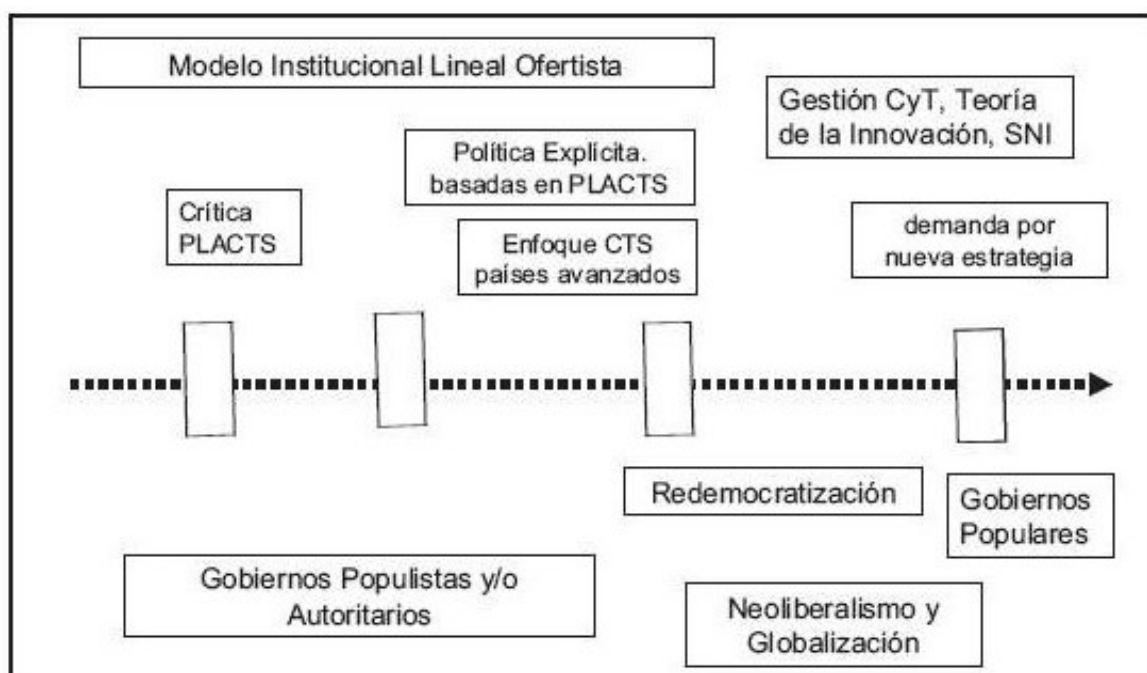 Modelo Institucional Lineal Ofertista
Gestión CyT, Teoría
de la Innovación, SNI
Política Explícita.
basadas en PLACTS
Crítica
PLACTS
Enfoque CTS
países avanzados
demanda por
nueva estrategia
Redemocratización
Gobiernos
Populares
Gobiernos Populistas y/o
Autoritarios
Neoliberalismo y
Globalización